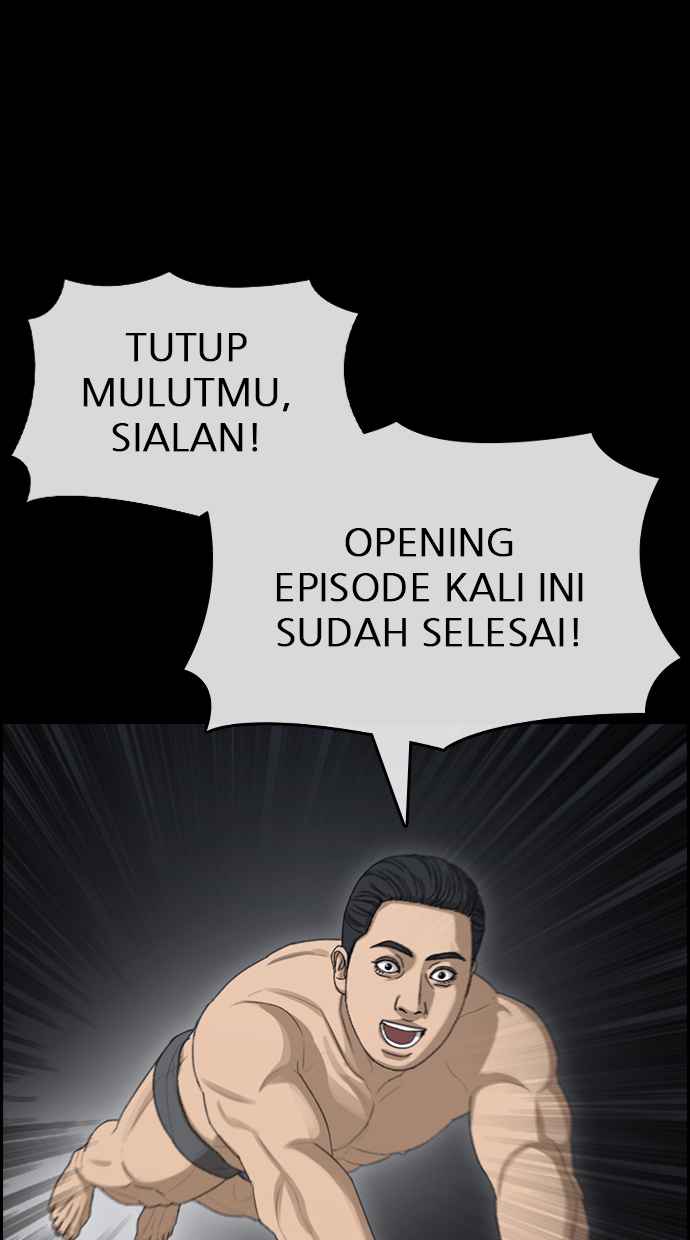 TUTUP
MULUTMU,
SIALAN!
OPENING
EPISODE KALI INI
SUDAH SELESAI!